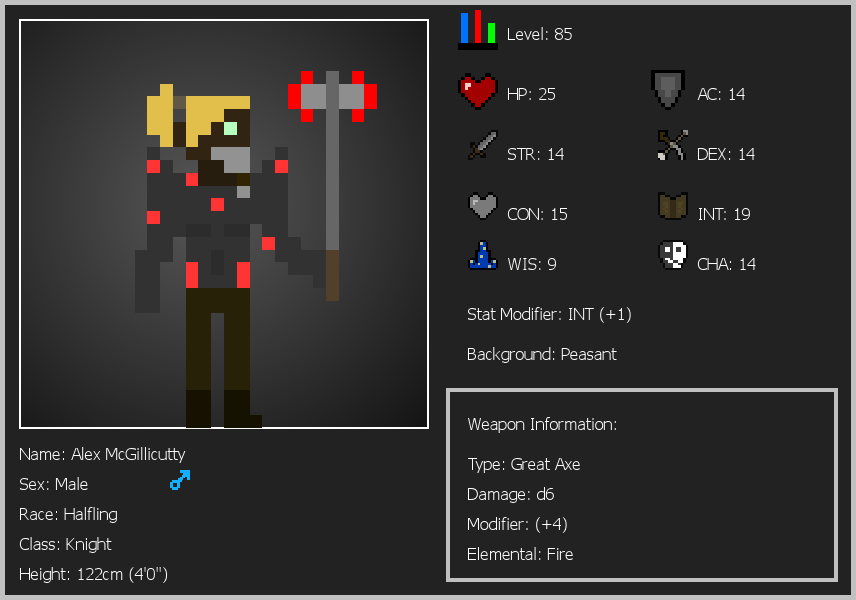 Level: 85
HP: 25
AC: 14
STR: 14
DEX: 14
CON: 15
INT: 19
WIS: 9
CHA: 14
Stat Modifier: INT (+1)
Background: Peasant
Weapon Information:
Type: Great Axe
Damage: d6
Modifier: (+4)
Elemental: Fire
Name: Alex McGillicutty
Sex: Male
Race: Halfling
Class: Knight
Height: 122cm (4'0")